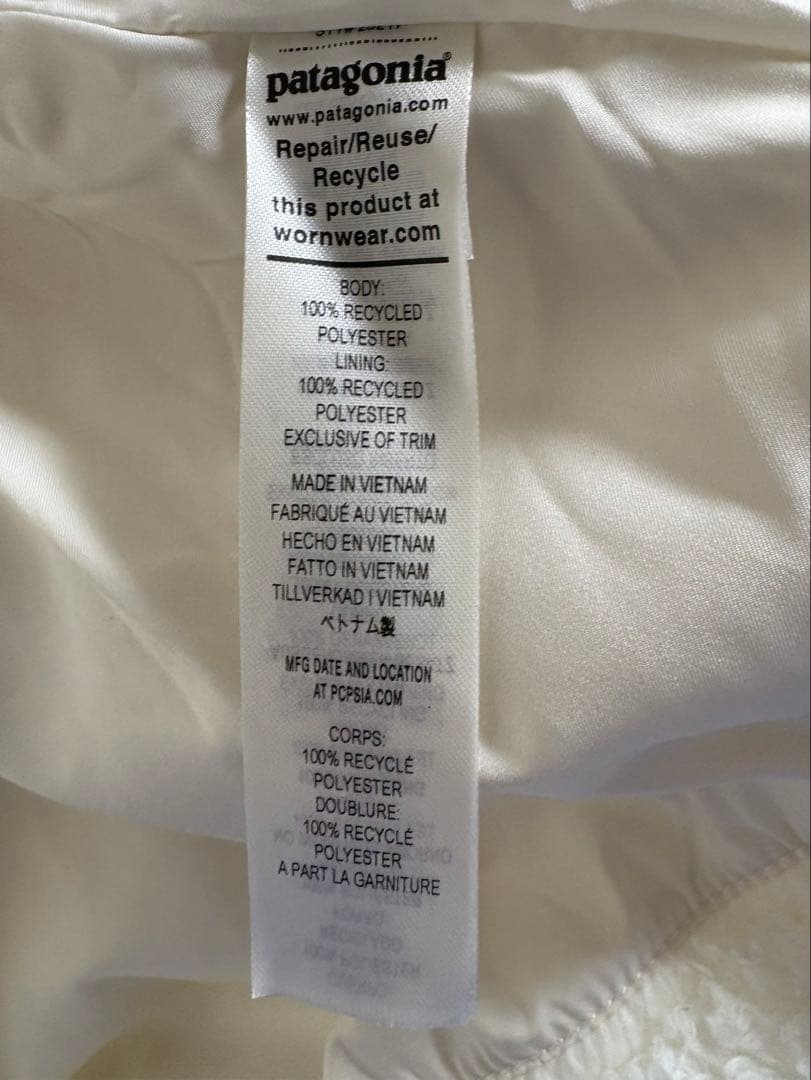 patagonia®
www.patagonia.com
Repair/Reuse/
Recycle
this product at
wornwear.com
BODY:
100% RECYCLED
POLYESTER
LINING:
100% RECYCLED
POLYESTER
EXCLUSIVE OF TRIM
MADE IN VIETNAM
FABRIQUÉ AU VIETNAM
HECHO EN VIETNAM
FATTO IN VIETNAM
TILLVERKAD I VIETNAM
ベトナム製
MFG DATE AND LOCATION
AT PCPSIA.COM
CORPS:
100% RECYCLÉ
POLYESTER
DOUBLURE:
100% RECYCLÉ
POLYESTER
A PART LA GARNITURE